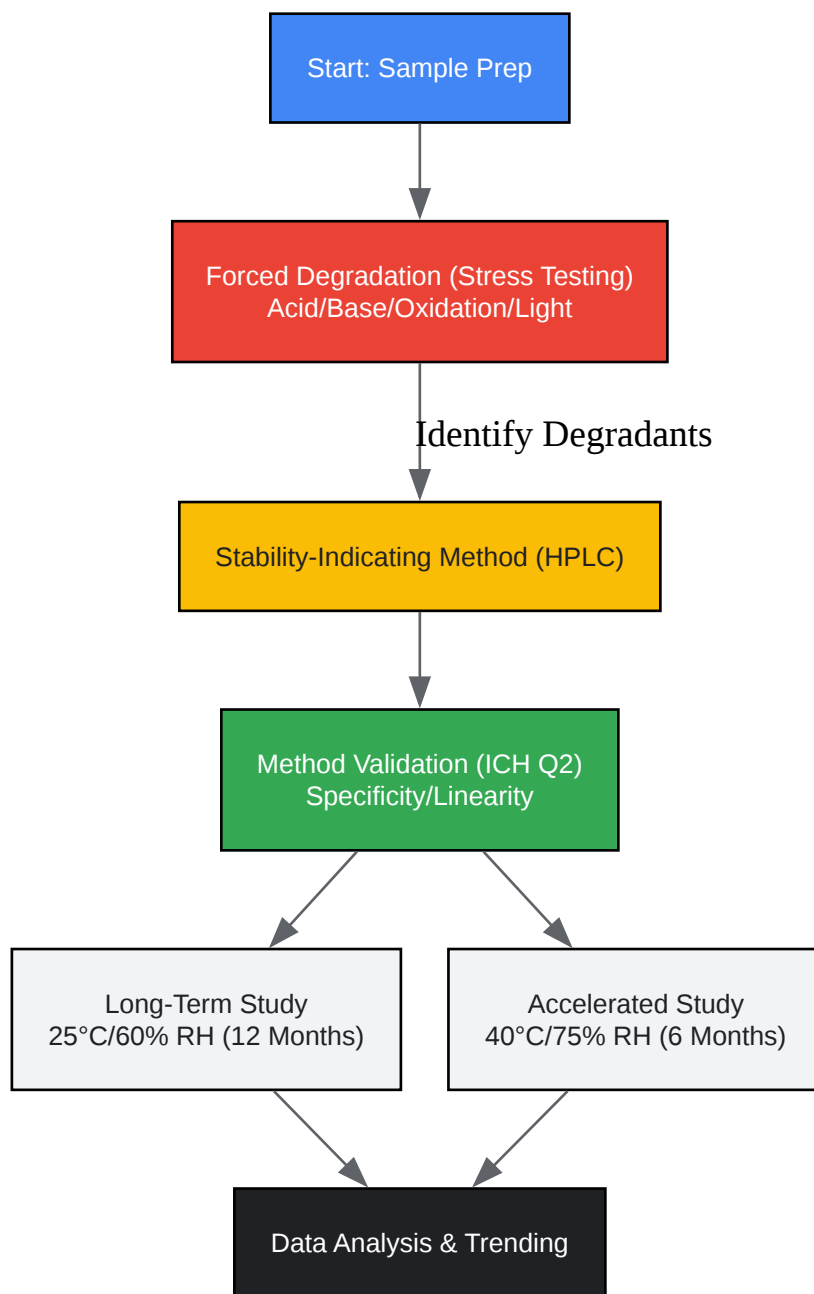 Start: Sample Prep
Forced Degradation (Stress Testing)
Acid/Base/Oxidation/Light
Identify Degradants
Stability-Indicating Method (HPLC)
Method Validation (ICH Q2)
Specificity/Linearity
Long-Term Study
25°C/60% RH (12 Months)
Accelerated Study
40°C/75% RH (6 Months)
Data Analysis & Trending